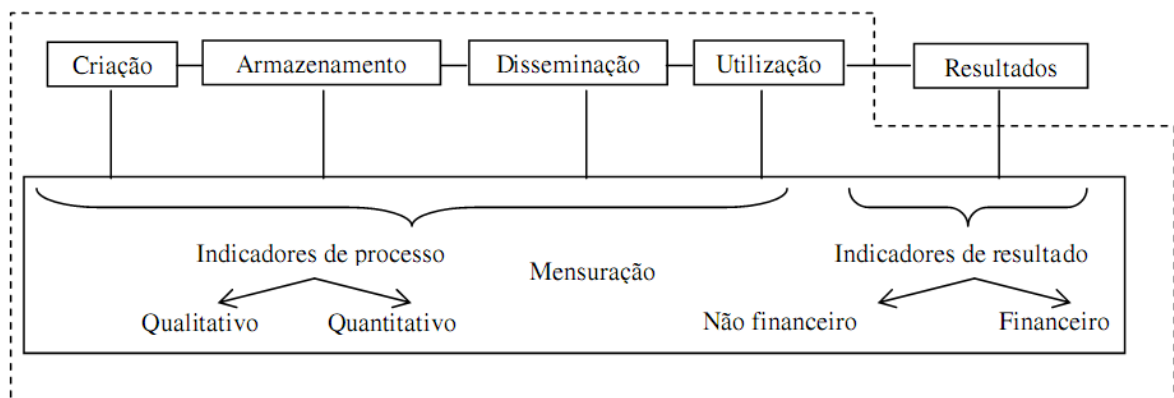 Criação
Armazenamento
Disseminação
Utilização
Resultados
Indicadores de processo
Mensuração
Indicadores de resultado
Qualitativo
Quantitativo
Não financeiro
Financeiro